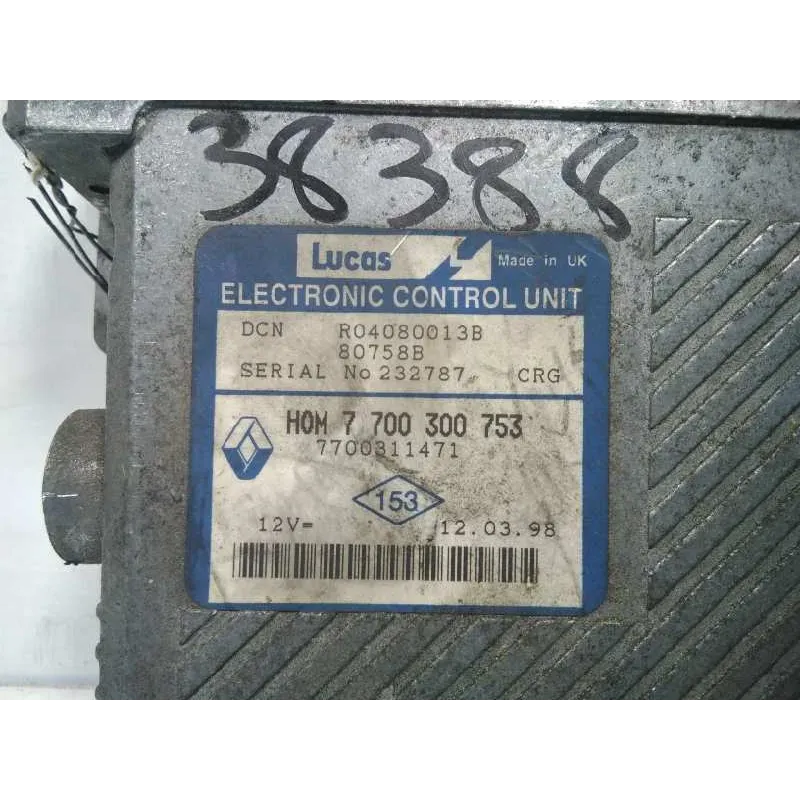 38388
Lucas Made in UK
ELECTRONIC CONTROL UNIT
DCN R04080013B
80758B
SERIAL No 232787 CRG
HOM 7 700 300 753
7700311471
153
12V= 12.03.98